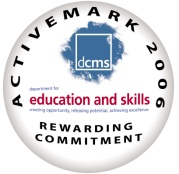 ACTIVEMARK 2006
dcms
department for
education and skills
creating opportunity, releasing potential, achieving excellence
REWARDING
COMMITMENT